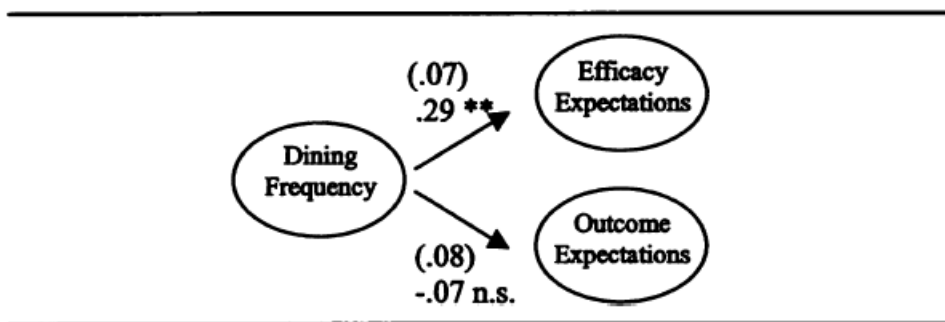 (.07)
.29 **
Efficacy
Expectations
Dining
Frequency
Outcome
Expectations
(.08)
-.07 n.s.